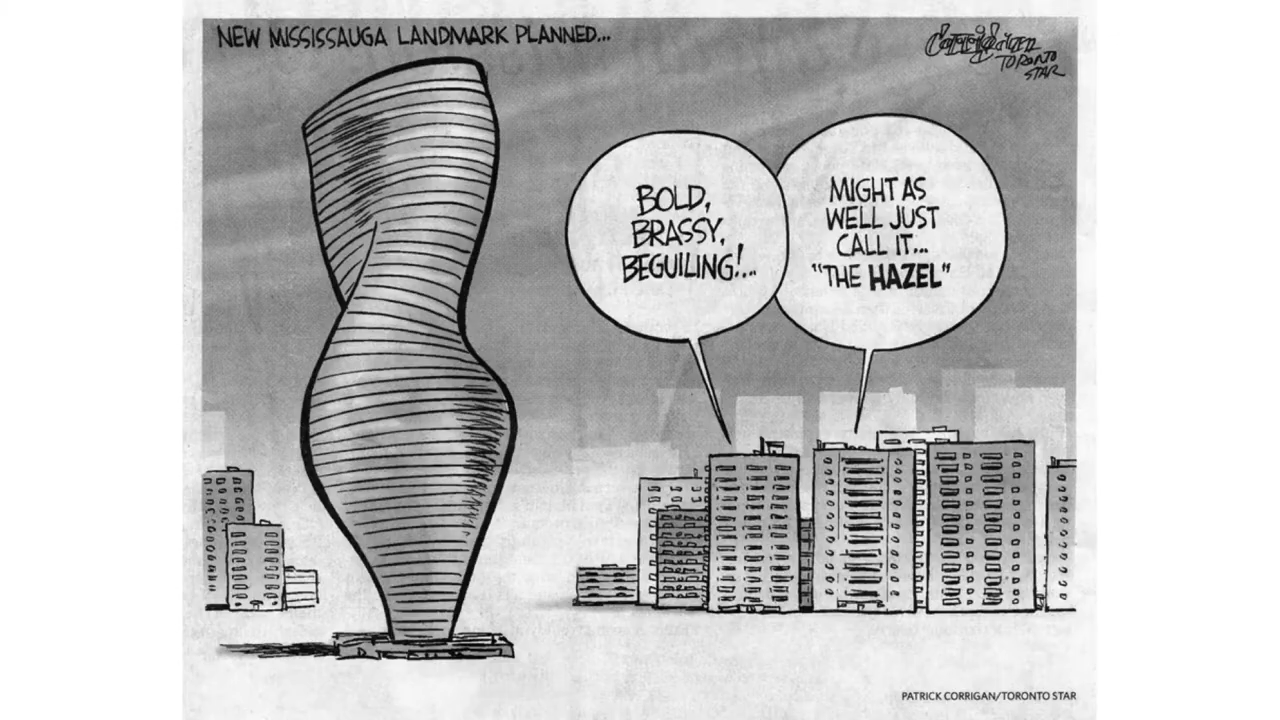 NEW MISSISSAUGA LANDMARK PLANNED...
Corrigan
TORONTO
STAR
BOLD,
BRASSY,
BEGUILING!...
MIGHT AS
WELL JUST
CALL IT...
"THE HAZEL"
PATRICK CORRIGAN/TORONTO STAR